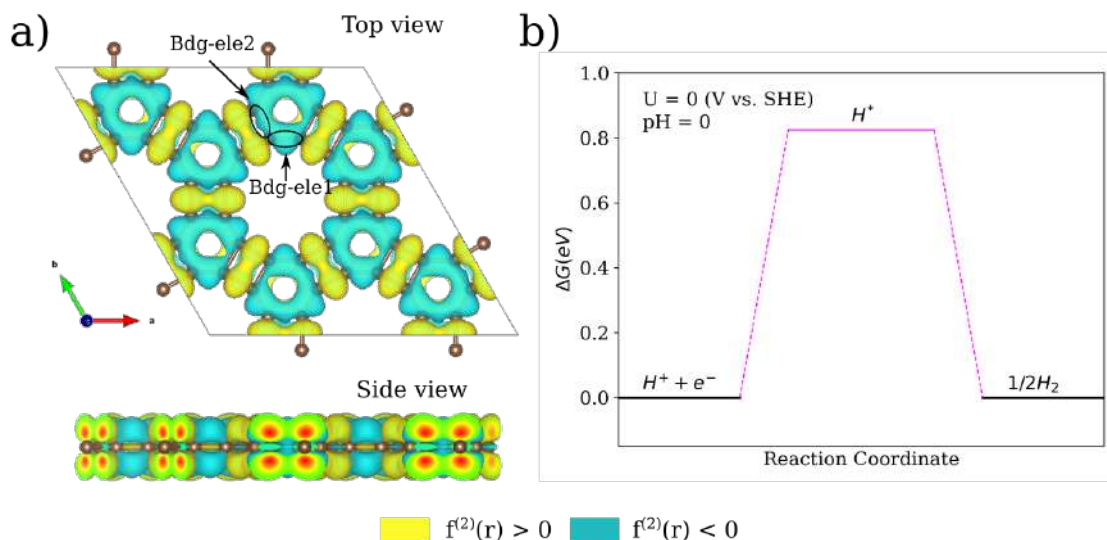 a)
Top view
Bdg-ele2
Bdg-ele1
b
a
Side view
b)
1.0
0.8
0.6
0.4
0.2
0.0
ΔG(eV)
U = 0 (V vs. SHE)
pH = 0
H*
H⁺ + e⁻
1/2H₂
Reaction Coordinate
f⁽²⁾(r) > 0
f⁽²⁾(r) < 0